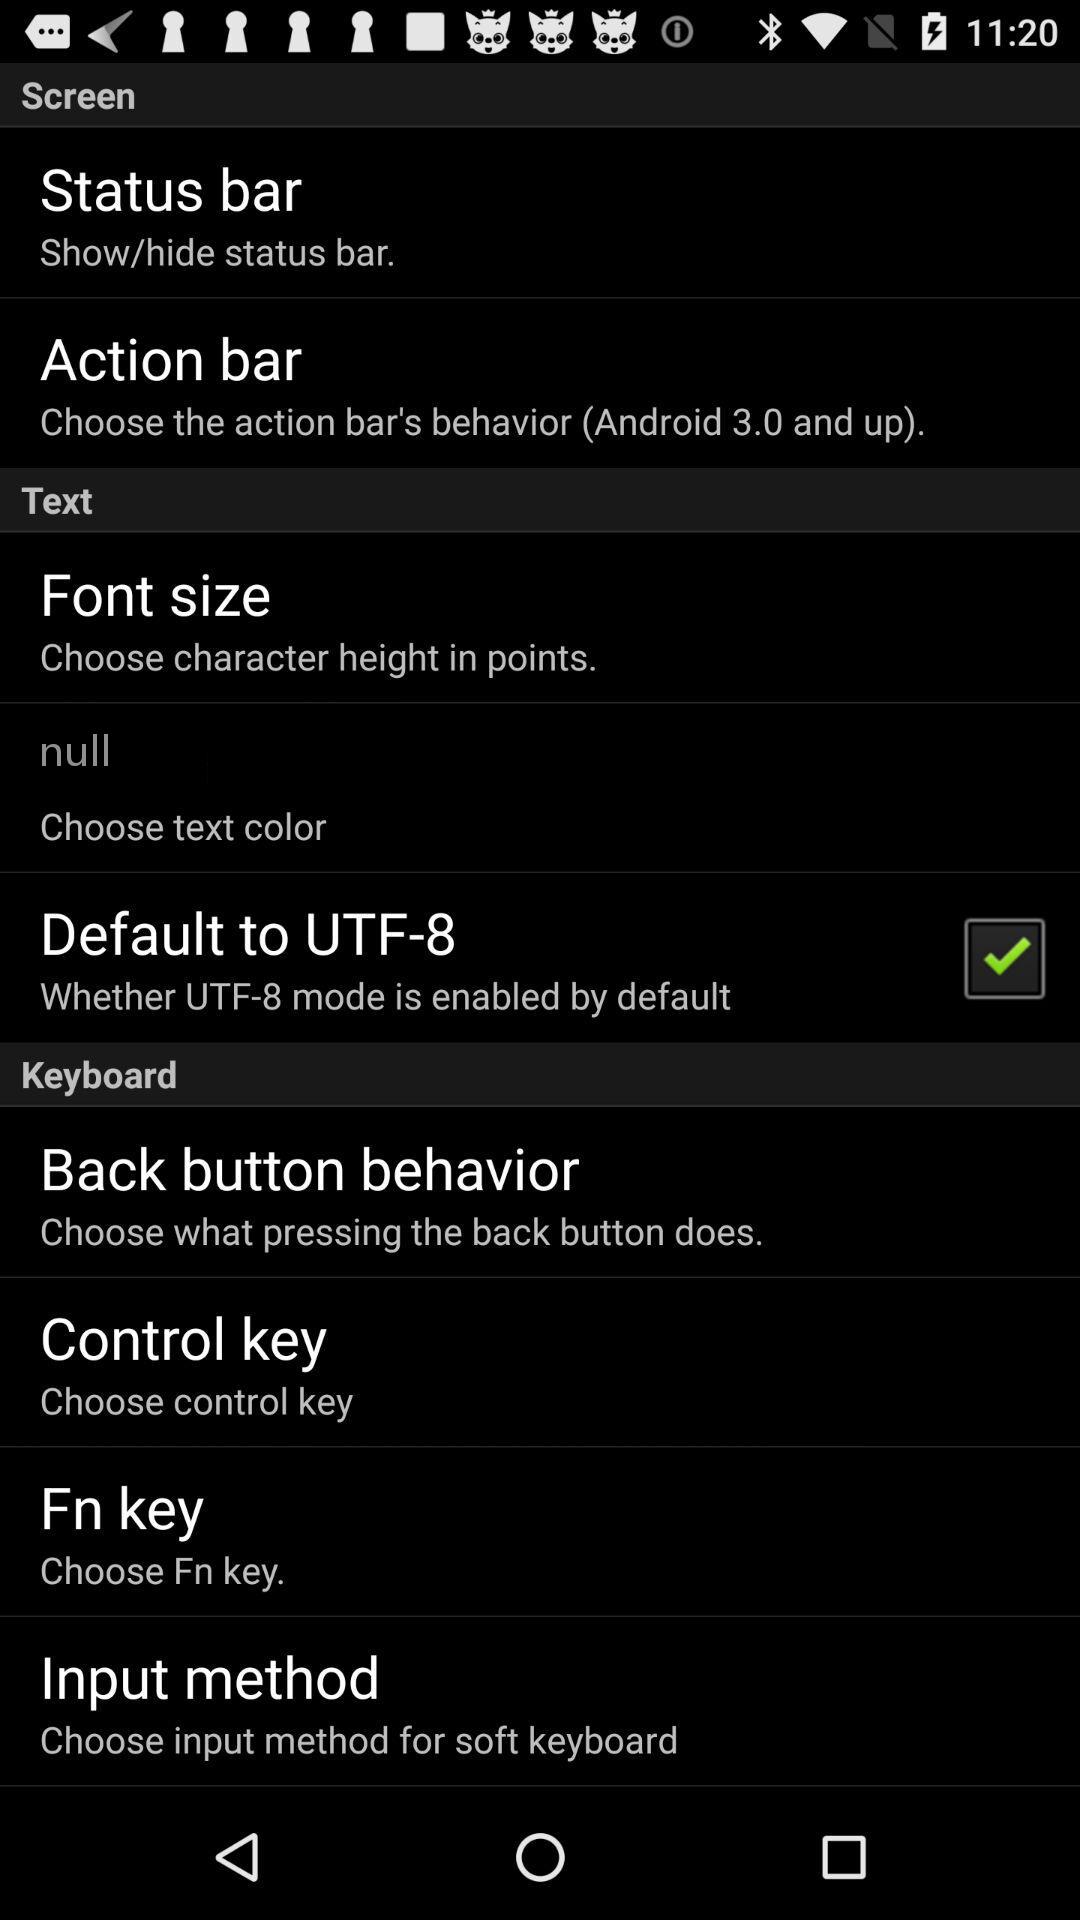 11:20
Screen
Status bar
Show/hide status bar.
Action bar
Choose the action bar's behavior (Android 3.0 and up).
Text
Font size
Choose character height in points.
null
Choose text color
Default to UTF-8
Whether UTF-8 mode is enabled by default
Keyboard
Back button behavior
Choose what pressing the back button does.
Control key
Choose control key
Fn key
Choose Fn key.
Input method
Choose input method for soft keyboard